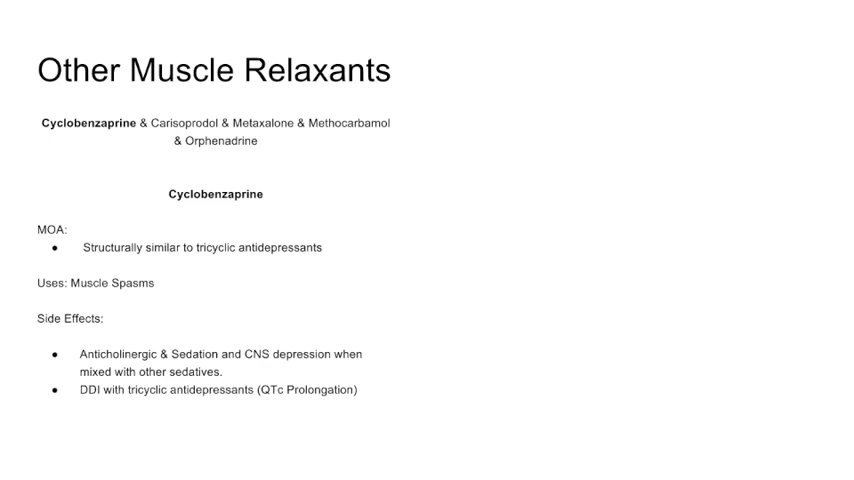 Other Muscle Relaxants
Cyclobenzaprine & Carisoprodol & Metaxalone & Methocarbamol
& Orphenadrine
Cyclobenzaprine
MOA:
● Structurally similar to tricyclic antidepressants
Uses: Muscle Spasms
Side Effects:
● Anticholinergic & Sedation and CNS depression when
mixed with other sedatives.
● DDI with tricyclic antidepressants (QTc Prolongation)